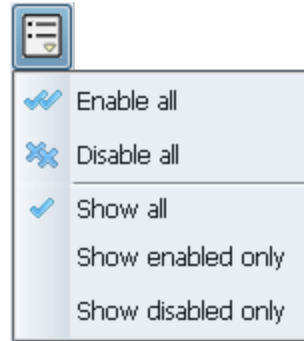 Enable all
Disable all
Show all
Show enabled only
Show disabled only